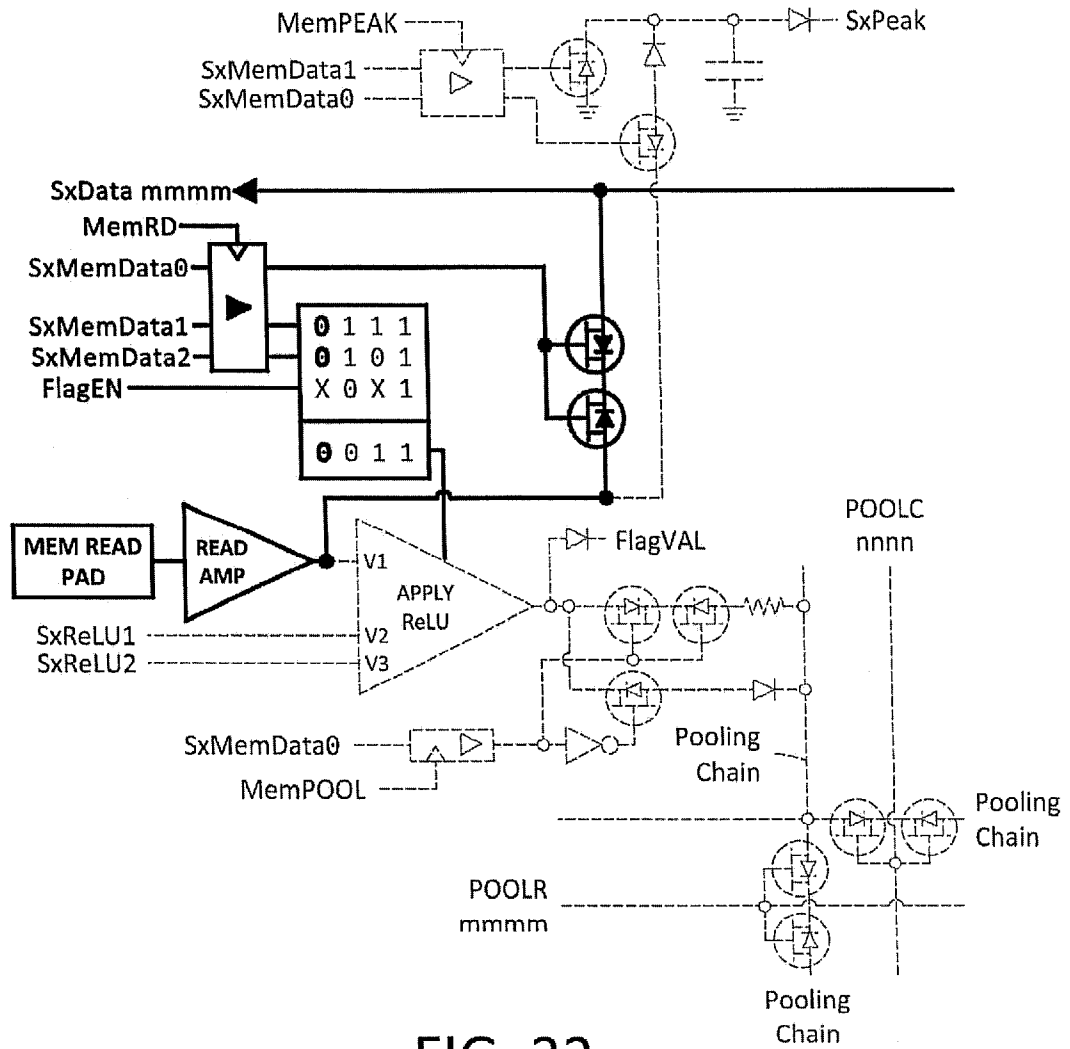 MemPEAK
SxPeak
SxMemData1
SxMemData0
SxData mmmm
MemRD
SxMemData0
SxMemData1
SxMemData2
FlagEN
0 1 1 1
0 1 0 1
X 0 X 1
0 0 1 1
MEM READ
PAD
READ
AMP
V1
APPLY
ReLU
V2
V3
SxReLU1
SxReLU2
FlagVAL
POOLC
nnnn
SxMemData0
MemPOOL
Pooling
Chain
Pooling
Chain
POOLR
mmmm
Pooling
Chain